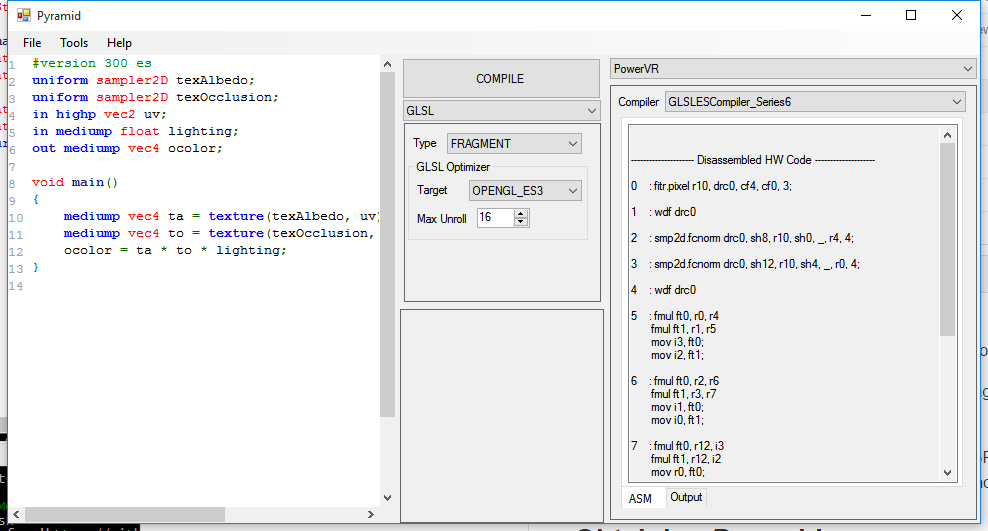 Pyramid
File Tools Help
1 #version 300 es
2 uniform sampler2D texAlbedo;
3 uniform sampler2D texOcclusion;
4 in highp vec2 uv;
5 in mediump float lighting;
6 out mediump vec4 ocolor;
7
8 void main()
9 {
10 mediump vec4 ta = texture(texAlbedo, uv)
11 mediump vec4 to = texture(texOcclusion,
12 ocolor = ta * to * lighting;
13 }
14
COMPILE
GLSL
Type FRAGMENT
GLSL Optimizer
Target OPENGL_ES3
Max Unroll 16
PowerVR
Compiler GLSLESCompiler_Series6
-------------------- Disassembled HW Code --------------------
0 : fitr.pixel r10, drc0, cf4, cf0, 3;
1 : wdf drc0
2 : smp2d.fcnorm drc0, sh8, r10, sh0, _, r4, 4;
3 : smp2d.fcnorm drc0, sh12, r10, sh4, _, r0, 4;
4 : wdf drc0
5 : fmul ft0, r0, r4
fmul ft1, r1, r5
mov i3, ft0;
mov i2, ft1;
6 : fmul ft0, r2, r6
fmul ft1, r3, r7
mov i1, ft0;
mov i0, ft1;
7 : fmul ft0, r12, i3
fmul ft1, r12, i2
mov r0, ft0;
ASM Output